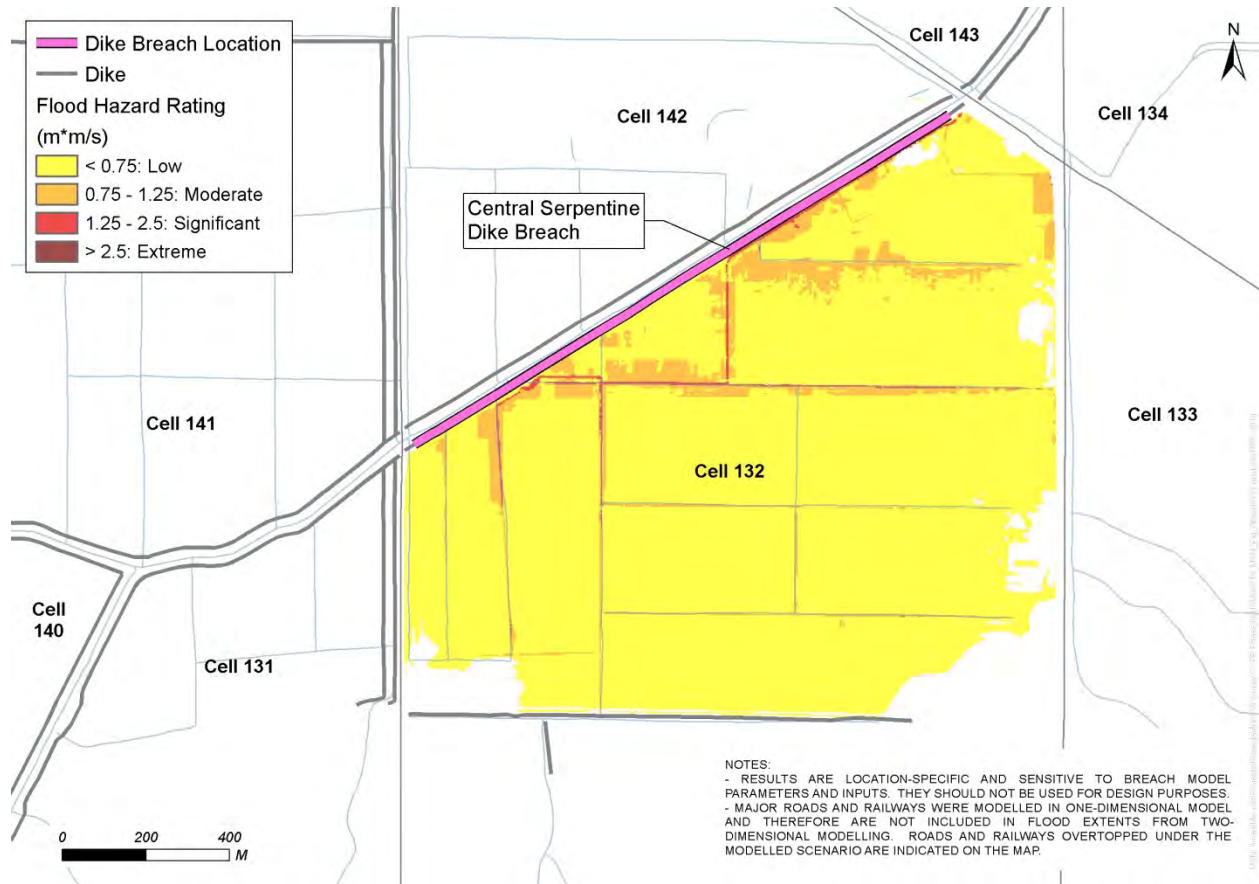 Dike Breach Location
Dike
Flood Hazard Rating
(m*m/s)
< 0.75: Low
0.75 - 1.25: Moderate
1.25 - 2.5: Significant
> 2.5: Extreme
N
Cell 143
Cell 142
Cell 134
Central Serpentine
Dike Breach
Cell 141
Cell 133
Cell 132
Cell
140
Cell 131
NOTES:
- RESULTS ARE LOCATION-SPECIFIC AND SENSITIVE TO BREACH MODEL
PARAMETERS AND INPUTS. THEY SHOULD NOT BE USED FOR DESIGN PURPOSES.
- MAJOR ROADS AND RAILWAYS WERE MODELLED IN ONE-DIMENSIONAL MODEL
AND THEREFORE ARE NOT INCLUDED IN FLOOD EXTENTS FROM TWO-
DIMENSIONAL MODELLING. ROADS AND RAILWAYS OVERTOPPED UNDER THE
MODELLED SCENARIO ARE INDICATED ON THE MAP.
0 200 400
M